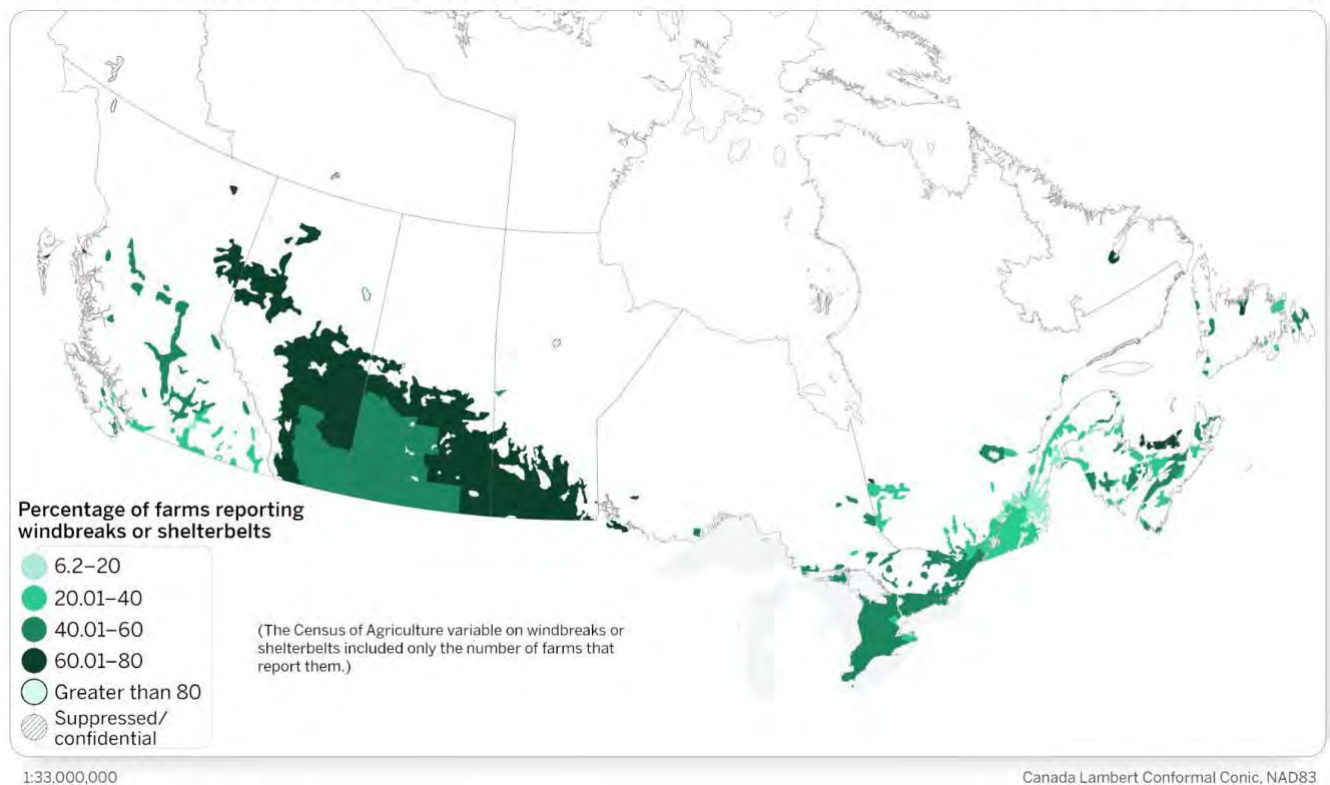 Percentage of farms reporting
windbreaks or shelterbelts
6.2–20
20.01–40
40.01–60
60.01–80
Greater than 80
Suppressed/
confidential
(The Census of Agriculture variable on windbreaks or
shelterbelts included only the number of farms that
report them.)
1:33,000,000
Canada Lambert Conformal Conic, NAD83